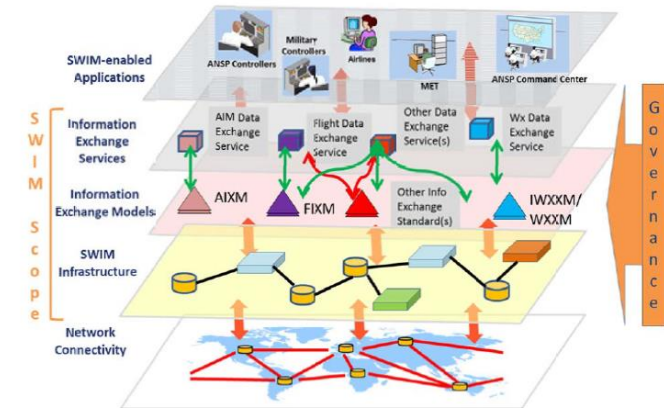 SWIM-enabled
Applications
ANSP Controllers
Military
Controllers
Airlines
MET
ANSP Command Center
SWIM Scope
Information
Exchange
Services
AIM Data
Exchange
Service
Flight Data
Exchange
Service
Other Data
Exchange
Service(s)
Wx Data
Exchange
Service
Information
Exchange Models
AIXM
FIXM
Other Info
Exchange
Standard(s)
IWXXM/
WXXM
SWIM
Infrastructure
Network
Connectivity
Governance